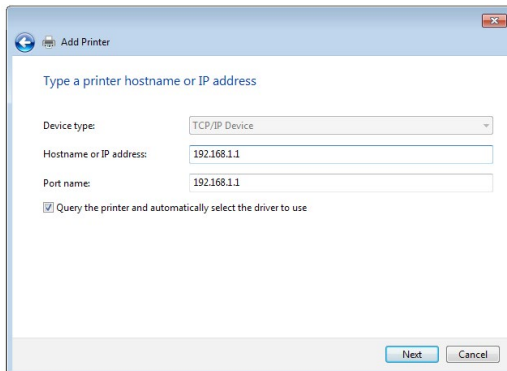 Add Printer
Type a printer hostname or IP address
Device type: TCP/IP Device
Hostname or IP address: 192.168.1.1
Port name: 192.168.1.1
Query the printer and automatically select the driver to use
Next Cancel